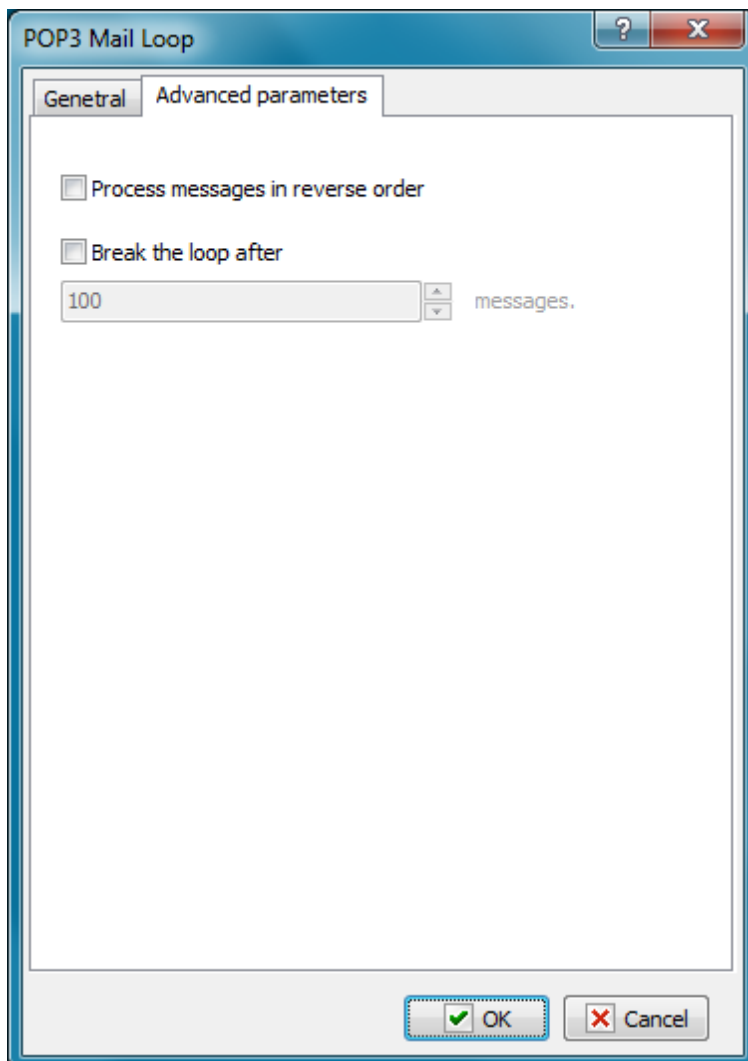 POP3 Mail Loop
?
Genetral
Advanced parameters
Process messages in reverse order
Break the loop after
100 messages.
OK
Cancel